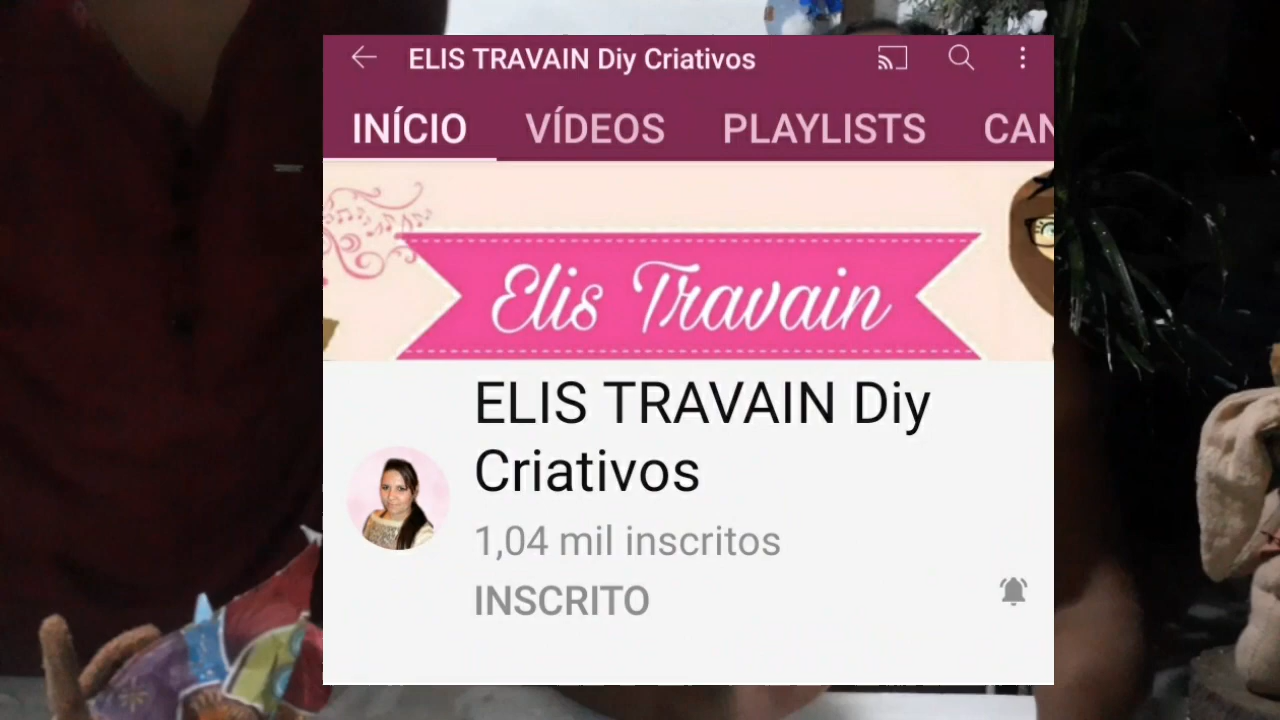 ELIS TRAVAIN Diy Criativos
INÍCIO VÍDEOS PLAYLISTS CAN
Elis Travain
ELIS TRAVAIN Diy
Criativos
1,04 mil inscritos
INSCRITO